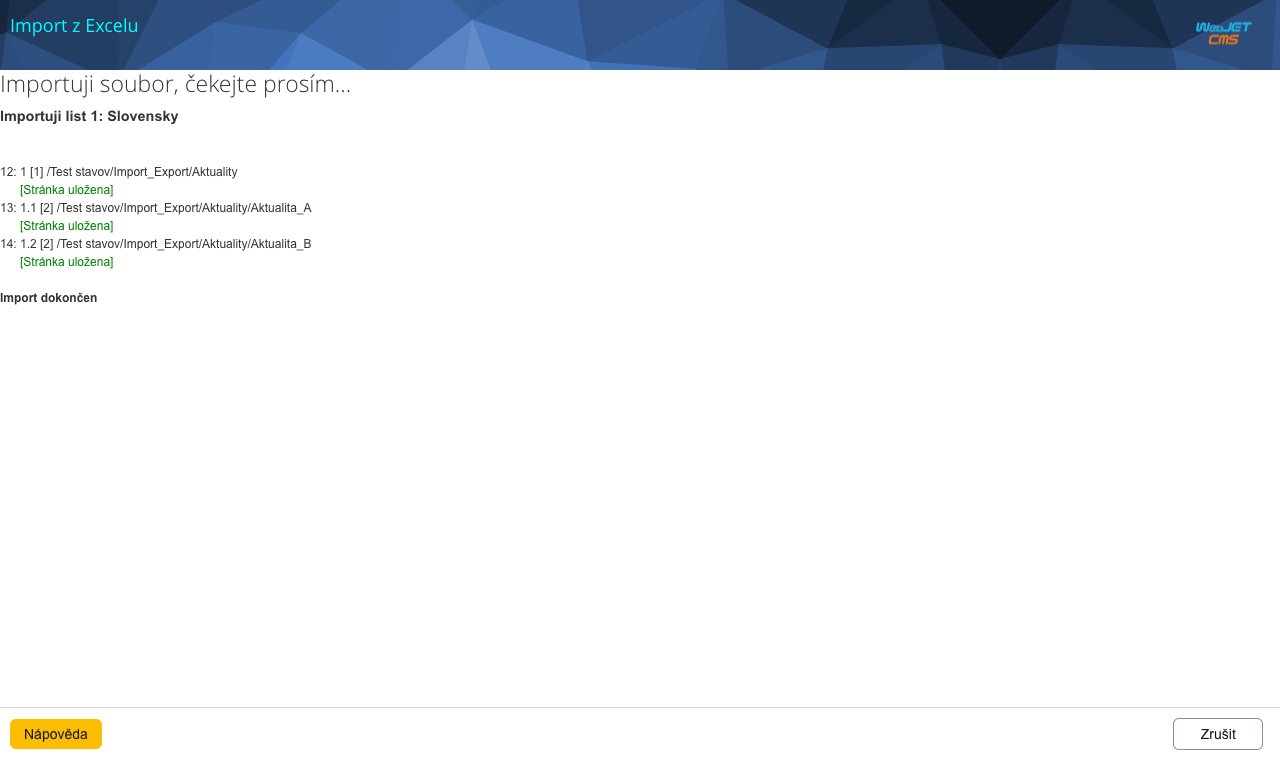 Import z Excelu
WebJET
CMS
Importuji soubor, čekejte prosím...
Importuji list 1: Slovensky
12: 1 [1] /Test stavov/Import_Export/Aktuality
[Stránka uložena]
13: 1.1 [2] /Test stavov/Import_Export/Aktuality/Aktualita_A
[Stránka uložena]
14: 1.2 [2] /Test stavov/Import_Export/Aktuality/Aktualita_B
[Stránka uložena]
Import dokončen
Nápověda
Zrušit